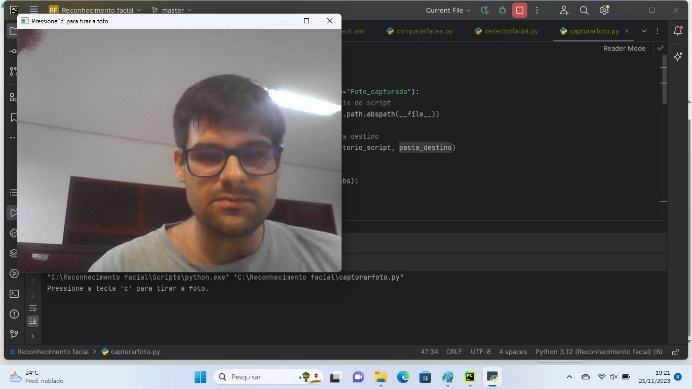 RF Reconhecimento facial master Current File
Pressione 'c' para tirar a foto
ault.xml compararfaces.py detectorfacial.py capturarfoto.py
Reader Mode
="Foto_capturada"):
io do script
.path.abspath(__file__))
a destino
torio_script, pasta_destino)
bs):
"C:\Reconhecimento facial\Scripts\python.exe" "C:\Reconhecimento facial\capturarfoto.py"
Pressione a tecla 'c' para tirar a foto.
Reconhecimento facial > capturarfoto.py 47:34 CRLF UTF-8 4 spaces Python 3.12 (Reconhecimento facial) (6)
24°C
Pred. nublado
Pesquisar
19:21
21/11/2023